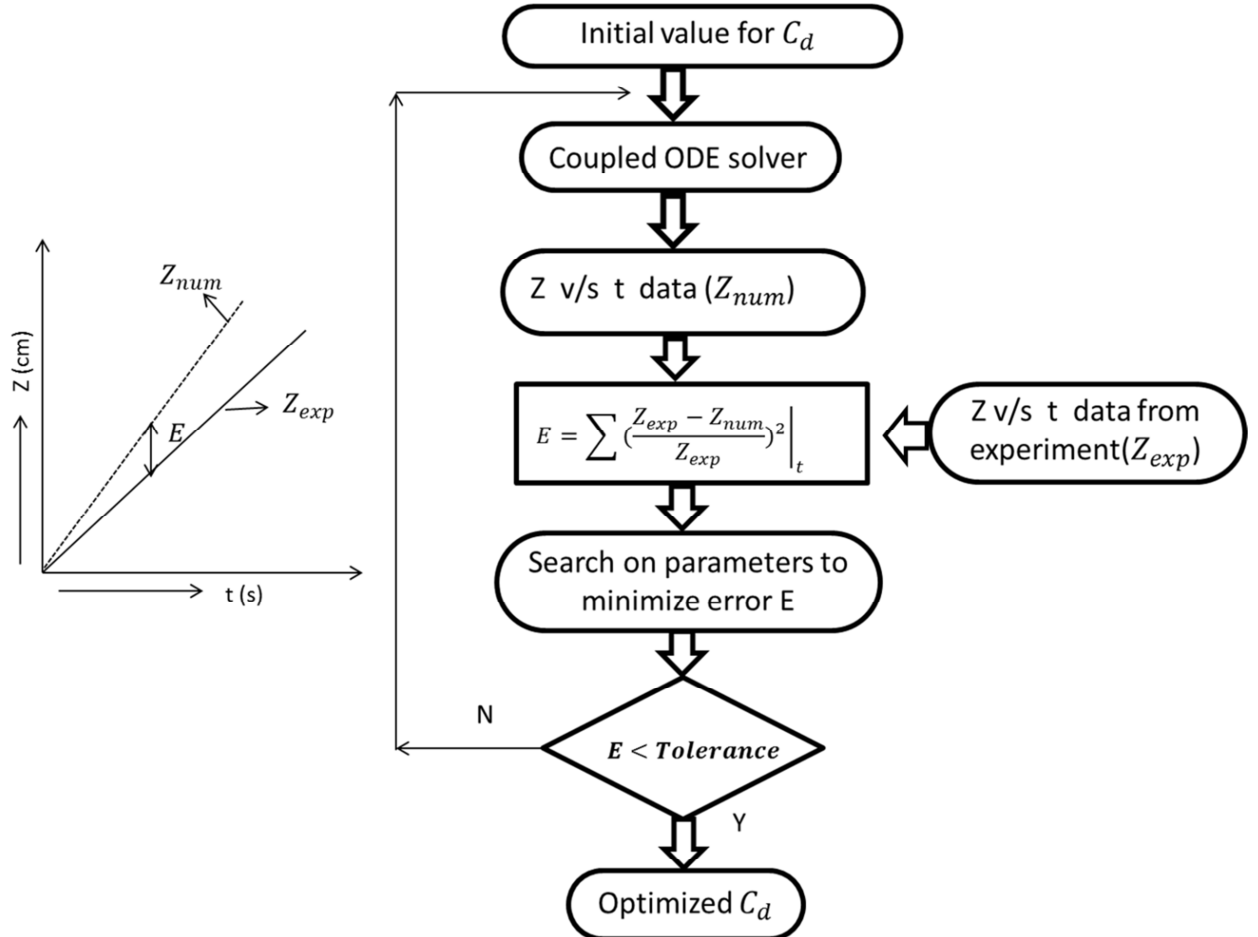 Initial value for C_d
Coupled ODE solver
Z v/s t data (Z_num)
E = ∑ (\frac{Z_exp − Z_num}{Z_exp})² |_t
Z v/s t data from
experiment(Z_exp)
Search on parameters to
minimize error E
E < Tolerance
N
Y
Optimized C_d
Z_num
Z_exp
E
Z (cm)
t (s)